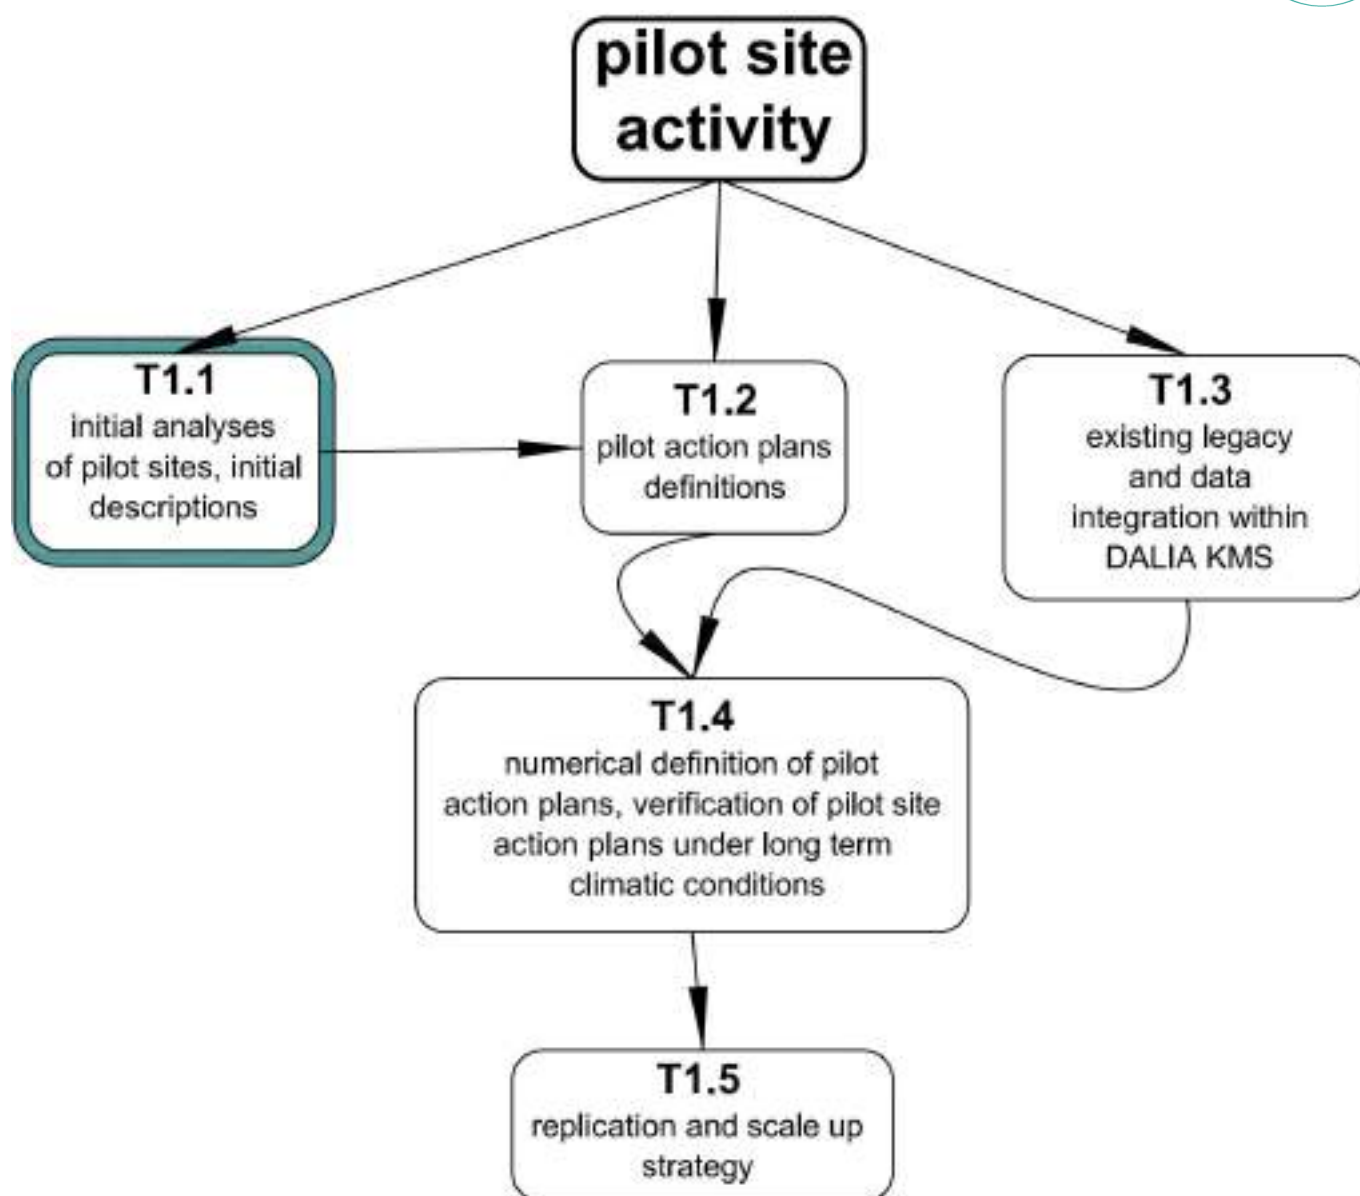 pilot site
activity
T1.1
initial analyses
of pilot sites, initial
descriptions
T1.2
pilot action plans
definitions
T1.3
existing legacy
and data
integration within
DALIA KMS
T1.4
numerical definition of pilot
action plans, verification of pilot site
action plans under long term
climatic conditions
T1.5
replication and scale up
strategy